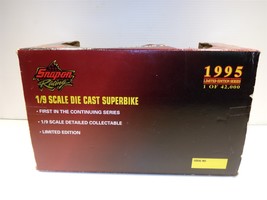 Snap-on
Racing
1995
LIMITED EDITION SERIES
1 OF 42,000
1/9 SCALE DIE CAST SUPERBIKE
• FIRST IN THE CONTINUING SERIES
• 1/9 SCALE DETAILED COLLECTABLE
• LIMITED EDITION